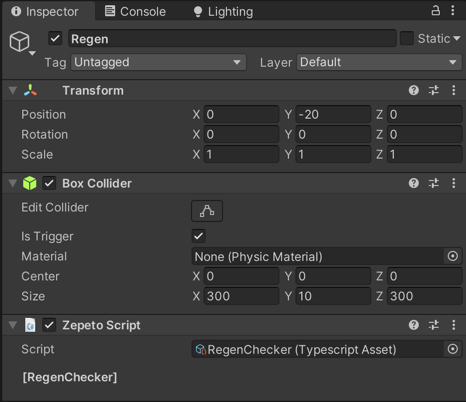 Inspector Console Lighting
Regen Static
Tag Untagged Layer Default
Transform
Position X 0 Y -20 Z 0
Rotation X 0 Y 0 Z 0
Scale X 1 Y 1 Z 1
Box Collider
Edit Collider
Is Trigger
Material None (Physic Material)
Center X 0 Y 0 Z 0
Size X 300 Y 10 Z 300
Zepeto Script
Script RegenChecker (Typescript Asset)
[RegenChecker]